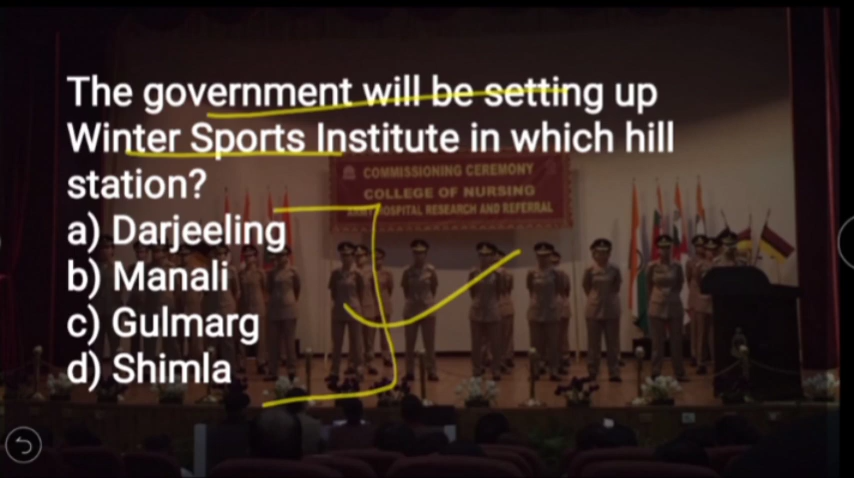 The government will be setting up
Winter Sports Institute in which hill
station?
COMMISSIONING CEREMONY
COLLEGE OF NURSING
ARMY HOSPITAL RESEARCH AND REFERRAL
a) Darjeeling
b) Manali
c) Gulmarg
d) Shimla